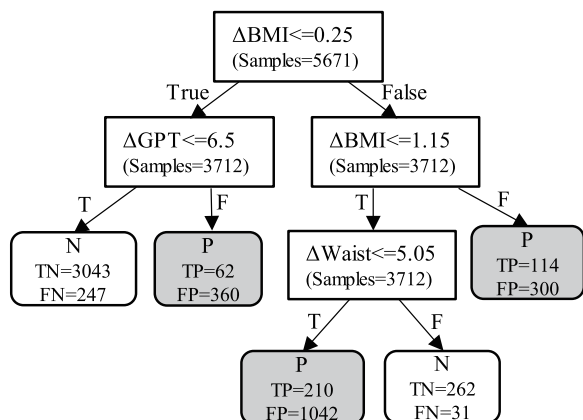 ΔBMI<=0.25
(Samples=5671)
True
False
ΔGPT<=6.5
(Samples=3712)
ΔBMI<=1.15
(Samples=3712)
T
F
T
F
N
TN=3043
FN=247
P
TP=62
FP=360
ΔWaist<=5.05
(Samples=3712)
P
TP=114
FP=300
T
F
P
TP=210
FP=1042
N
TN=262
FN=31